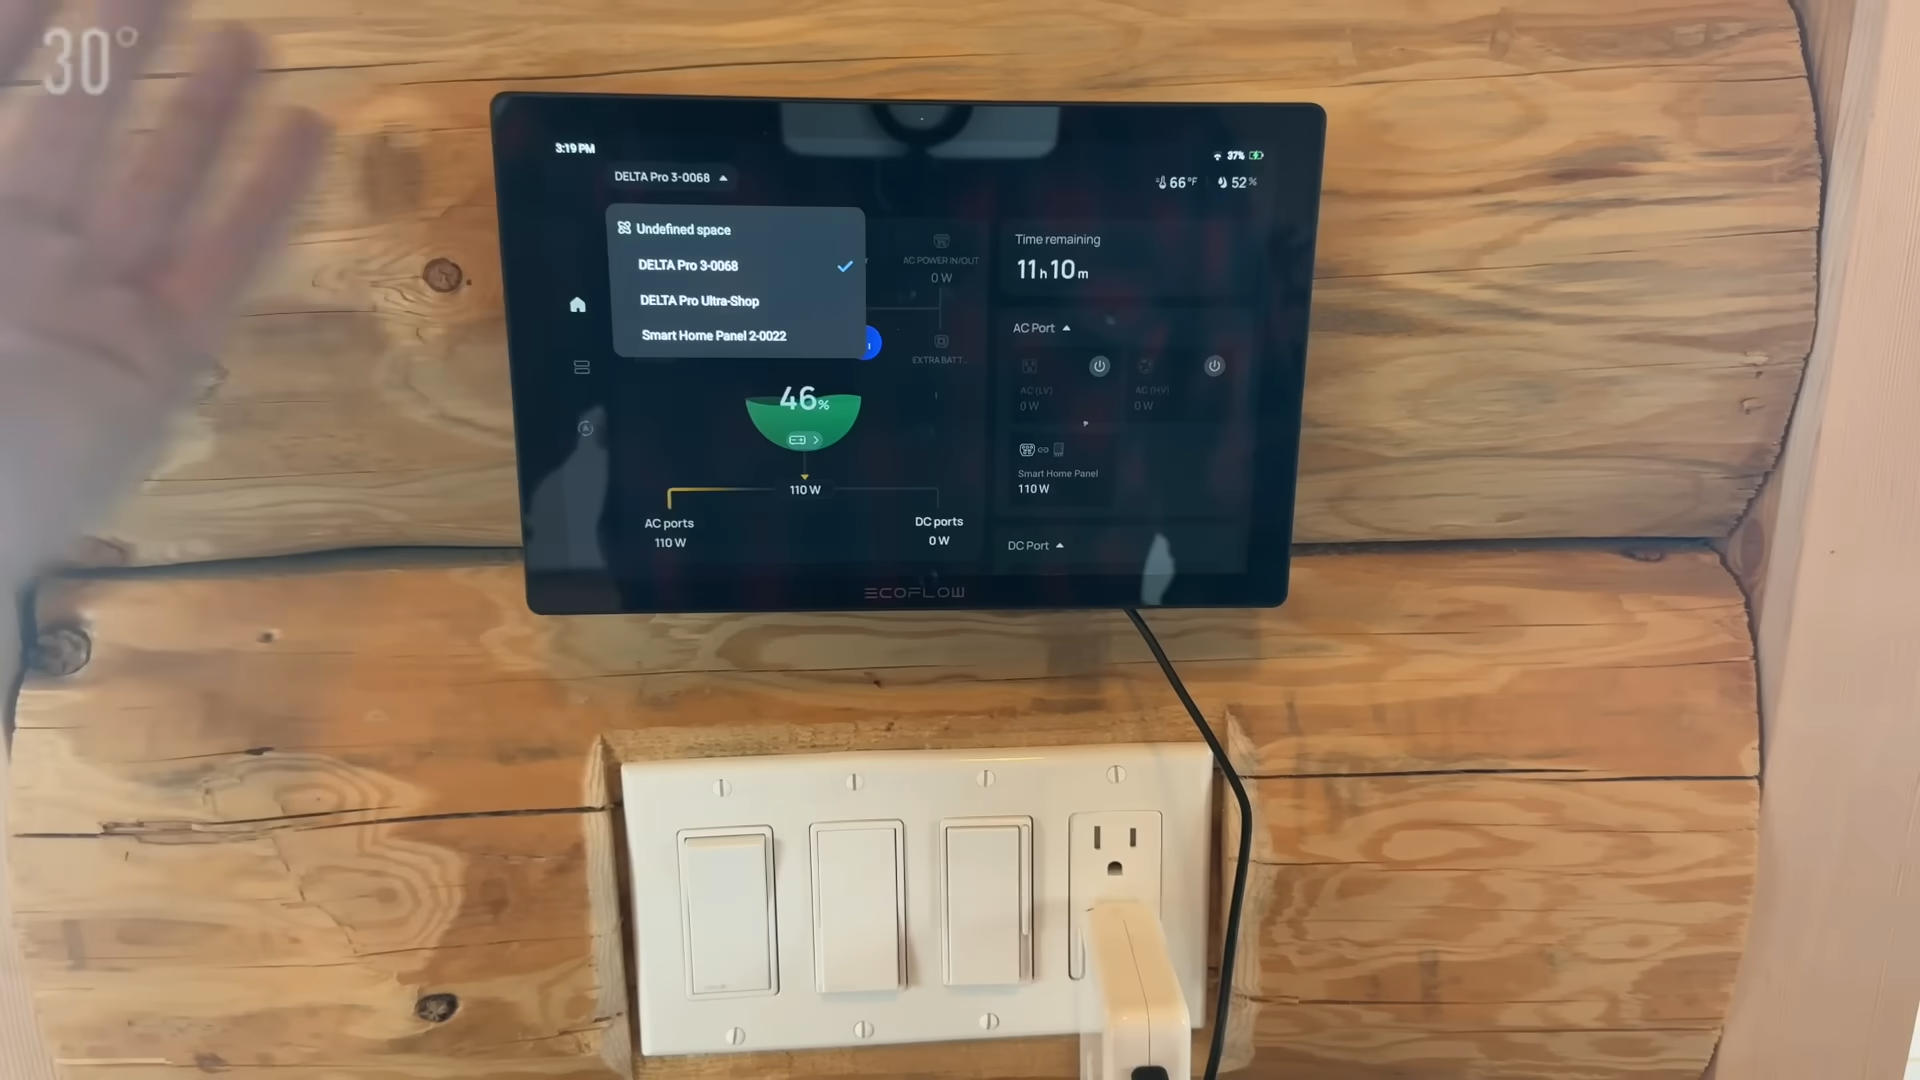 30°
3:19 PM
37%
DELTA Pro 3-0068
66°F
52%
Undefined space
DELTA Pro 3-0068
DELTA Pro Ultra-Shop
Smart Home Panel 2-0022
AC POWER IN/OUT
0 W
EXTRA BATT...
46%
110 W
AC ports
110 W
DC ports
0 W
Time remaining
11h10m
AC Port
AC (LV)
0 W
AC (HV)
0 W
Smart Home Panel
110 W
DC Port
ECOFLOW